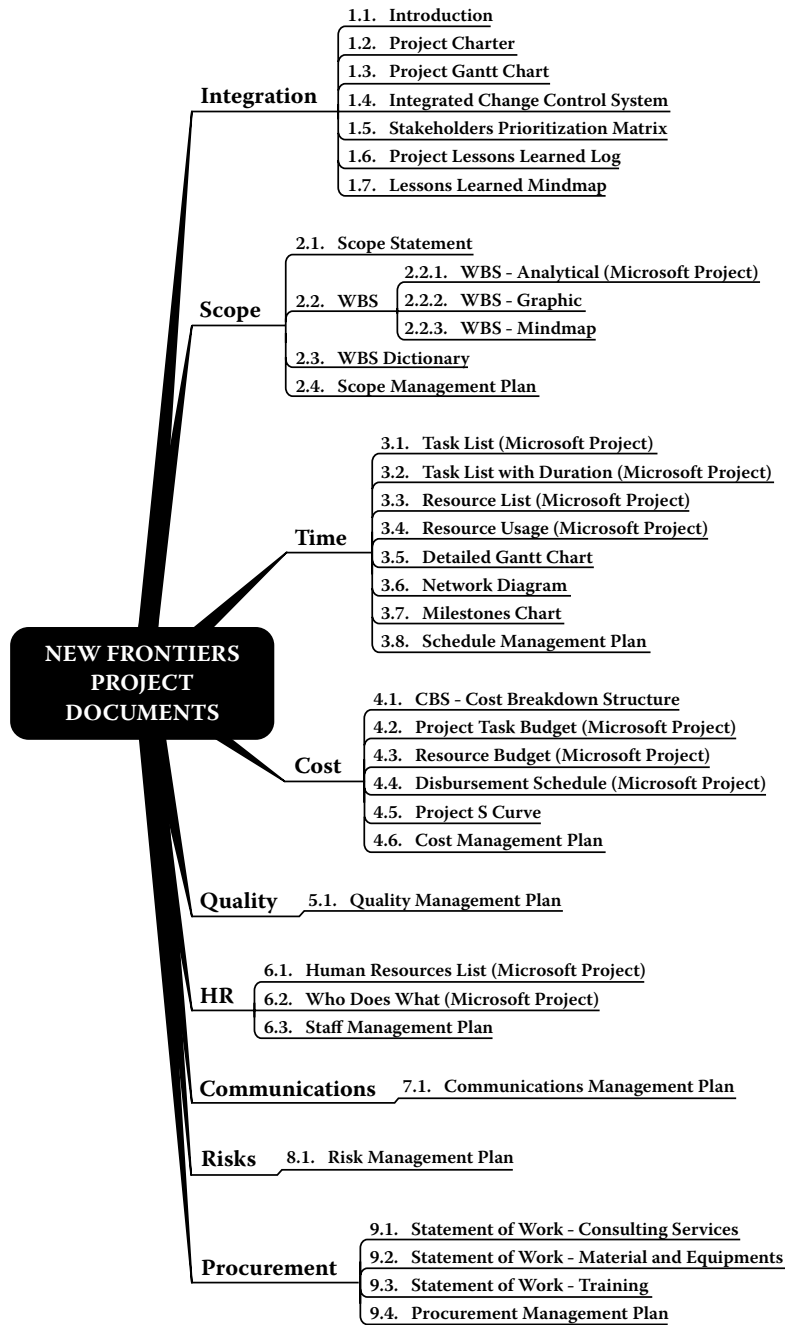 NEW FRONTIERS
PROJECT
DOCUMENTS
Integration
1.1. Introduction
1.2. Project Charter
1.3. Project Gantt Chart
1.4. Integrated Change Control System
1.5. Stakeholders Prioritization Matrix
1.6. Project Lessons Learned Log
1.7. Lessons Learned Mindmap
Scope
2.1. Scope Statement
2.2. WBS
2.2.1. WBS - Analytical (Microsoft Project)
2.2.2. WBS - Graphic
2.2.3. WBS - Mindmap
2.3. WBS Dictionary
2.4. Scope Management Plan
Time
3.1. Task List (Microsoft Project)
3.2. Task List with Duration (Microsoft Project)
3.3. Resource List (Microsoft Project)
3.4. Resource Usage (Microsoft Project)
3.5. Detailed Gantt Chart
3.6. Network Diagram
3.7. Milestones Chart
3.8. Schedule Management Plan
Cost
4.1. CBS - Cost Breakdown Structure
4.2. Project Task Budget (Microsoft Project)
4.3. Resource Budget (Microsoft Project)
4.4. Disbursement Schedule (Microsoft Project)
4.5. Project S Curve
4.6. Cost Management Plan
Quality
5.1. Quality Management Plan
HR
6.1. Human Resources List (Microsoft Project)
6.2. Who Does What (Microsoft Project)
6.3. Staff Management Plan
Communications
7.1. Communications Management Plan
Risks
8.1. Risk Management Plan
Procurement
9.1. Statement of Work - Consulting Services
9.2. Statement of Work - Material and Equipments
9.3. Statement of Work - Training
9.4. Procurement Management Plan